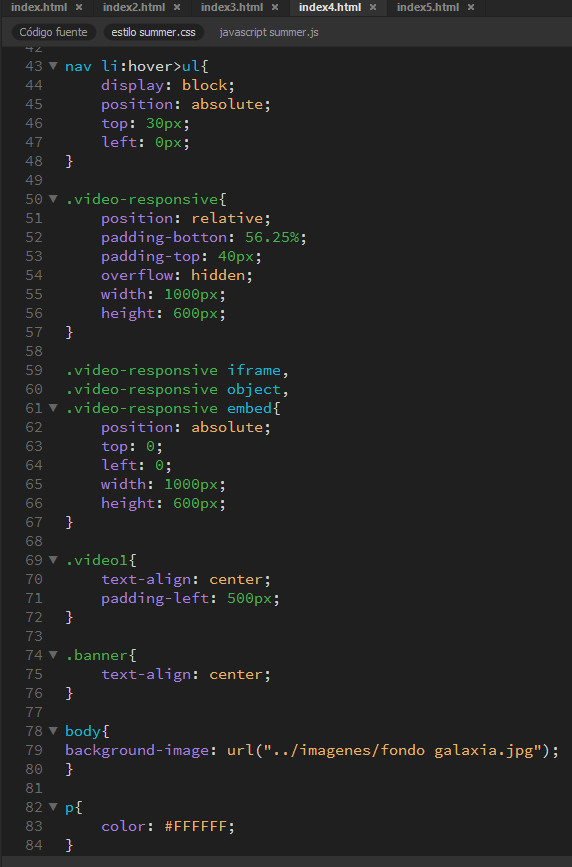 index.html × index2.html × index3.html × index4.html × index5.html ×
Código fuente estilo summer.css javascript summer.js
42
43 ▼ nav li:hover>ul{
44 display: block;
45 position: absolute;
46 top: 30px;
47 left: 0px;
48 }
49
50 ▼ .video-responsive{
51 position: relative;
52 padding-botton: 56.25%;
53 padding-top: 40px;
54 overflow: hidden;
55 width: 1000px;
56 height: 600px;
57 }
58
59 .video-responsive iframe,
60 .video-responsive object,
61 ▼ .video-responsive embed{
62 position: absolute;
63 top: 0;
64 left: 0;
65 width: 1000px;
66 height: 600px;
67 }
68
69 ▼ .video1{
70 text-align: center;
71 padding-left: 500px;
72 }
73
74 ▼ .banner{
75 text-align: center;
76 }
77
78 ▼ body{
79 background-image: url("../imagenes/fondo galaxia.jpg");
80 }
81
82 ▼ p{
83 color: #FFFFFF;
84 }